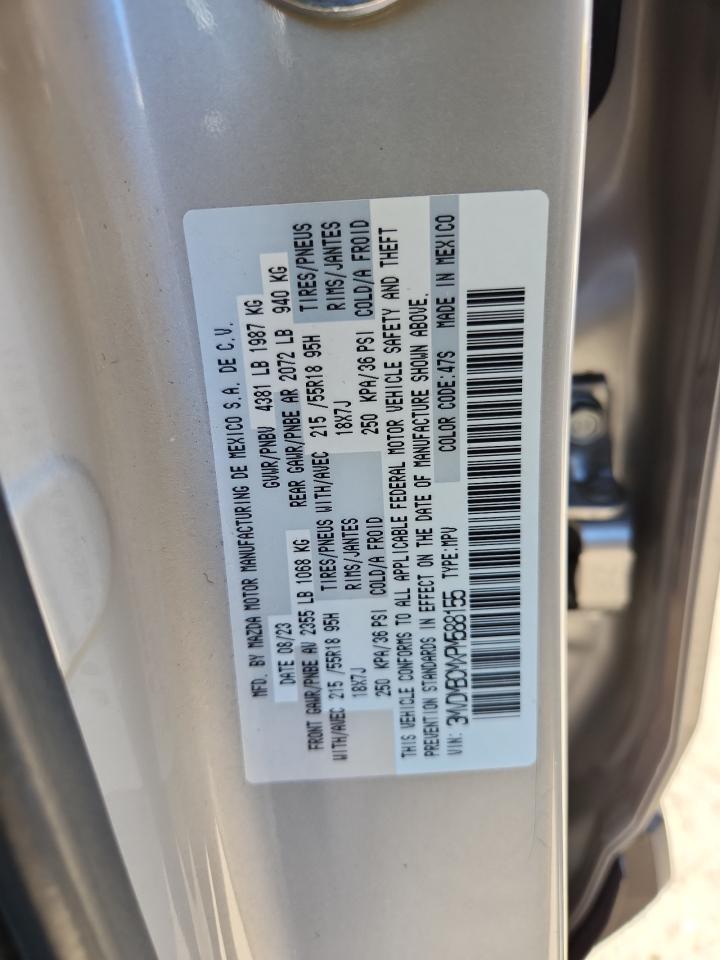 MFD. BY MAZDA MOTOR MANUFACTURING DE MEXICO S.A. DE C.V.
DATE 08/23 GVWR/PNBV 4381 LB 1987 KG
FRONT GAWR/PNBE AV 2355 LB 1068 KG REAR GAWR/PNBE AR 2072 LB 940 KG
WITH/AVEC 215 /55R18 95H TIRES/PNEUS WITH/AVEC 215 /55R18 95H TIRES/PNEUS
18X7J RIMS/JANTES 18X7J RIMS/JANTES
250 KPA/36 PSI COLD/A FROID 250 KPA/36 PSI COLD/A FROID
THIS VEHICLE CONFORMS TO ALL APPLICABLE FEDERAL MOTOR VEHICLE SAFETY AND THEFT
PREVENTION STANDARDS IN EFFECT ON THE DATE OF MANUFACTURE SHOWN ABOVE.
VIN: 3MVDMBCMXPM588155 TYPE:MPV COLOR CODE:47S MADE IN MEXICO